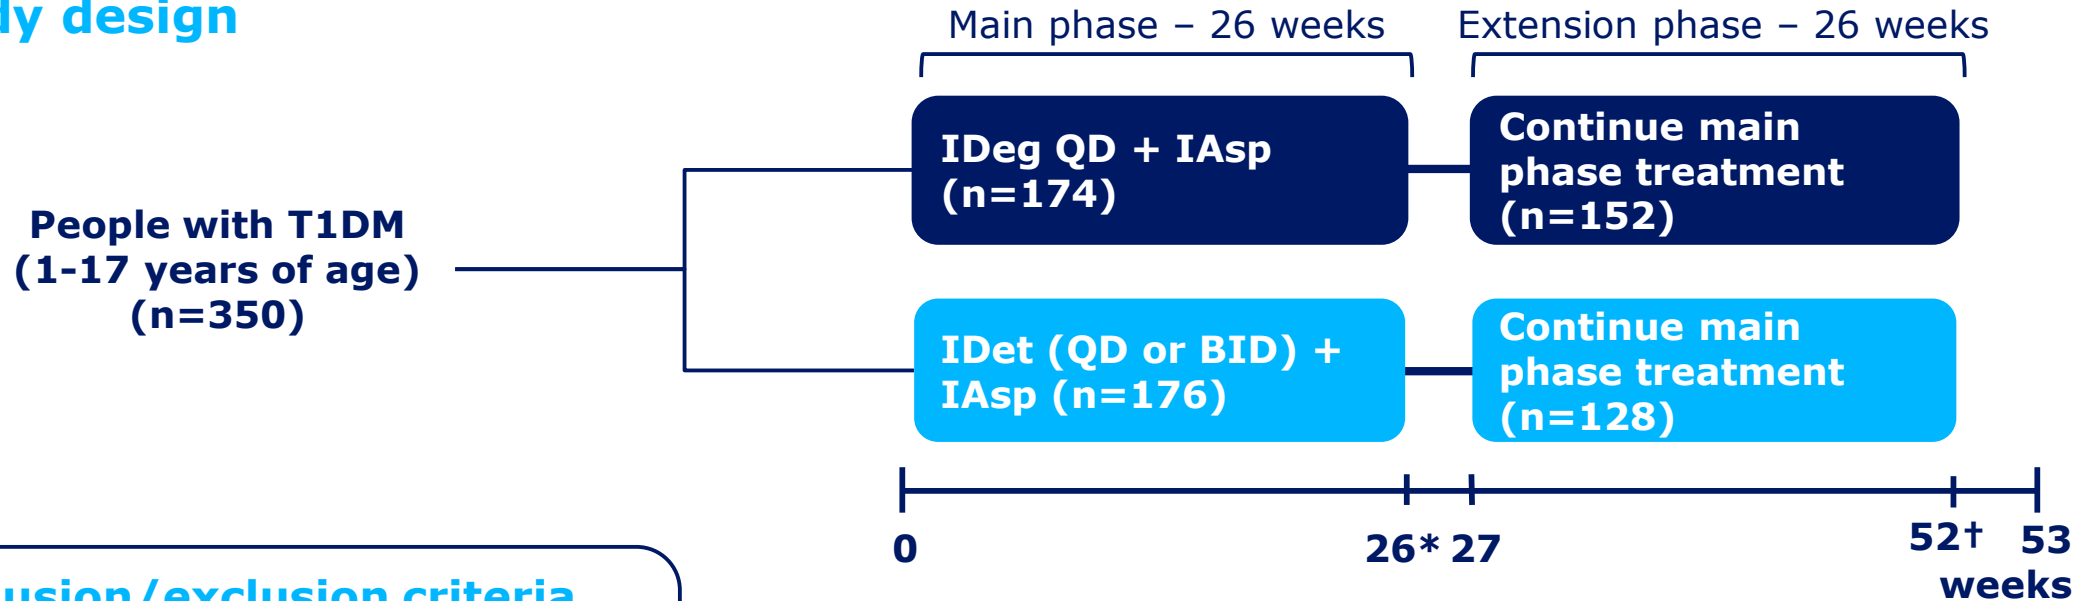 design
Main phase – 26 weeks
Extension phase – 26 weeks
People with T1DM
(1-17 years of age)
(n=350)
IDeg QD + IAsp
(n=174)
Continue main
phase treatment
(n=152)
IDet (QD or BID) +
IAsp (n=176)
Continue main
phase treatment
(n=128)
0
26*
27
52†
53
weeks
criteria